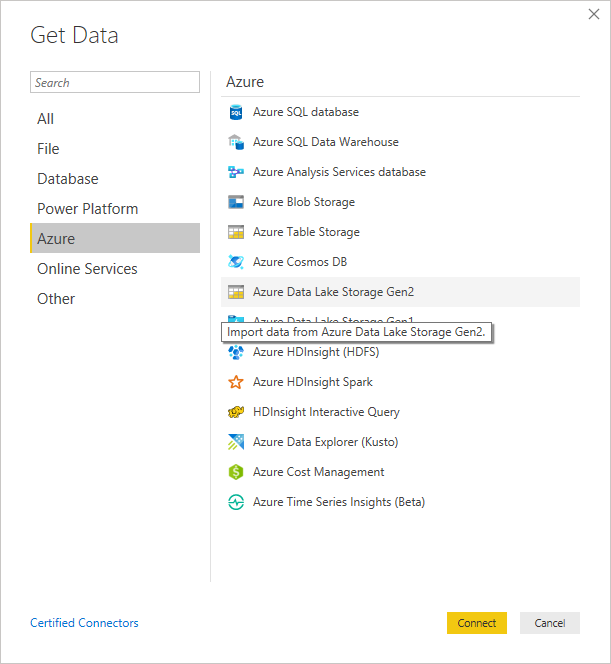 Get Data
Search
All
File
Database
Power Platform
Azure
Online Services
Other
Azure
Azure SQL database
Azure SQL Data Warehouse
Azure Analysis Services database
Azure Blob Storage
Azure Table Storage
Azure Cosmos DB
Azure Data Lake Storage Gen2
Azure Data Lake Storage Gen1
Import data from Azure Data Lake Storage Gen2.
Azure HDInsight (HDFS)
Azure HDInsight Spark
HDInsight Interactive Query
Azure Data Explorer (Kusto)
Azure Cost Management
Azure Time Series Insights (Beta)
Certified Connectors
Connect
Cancel